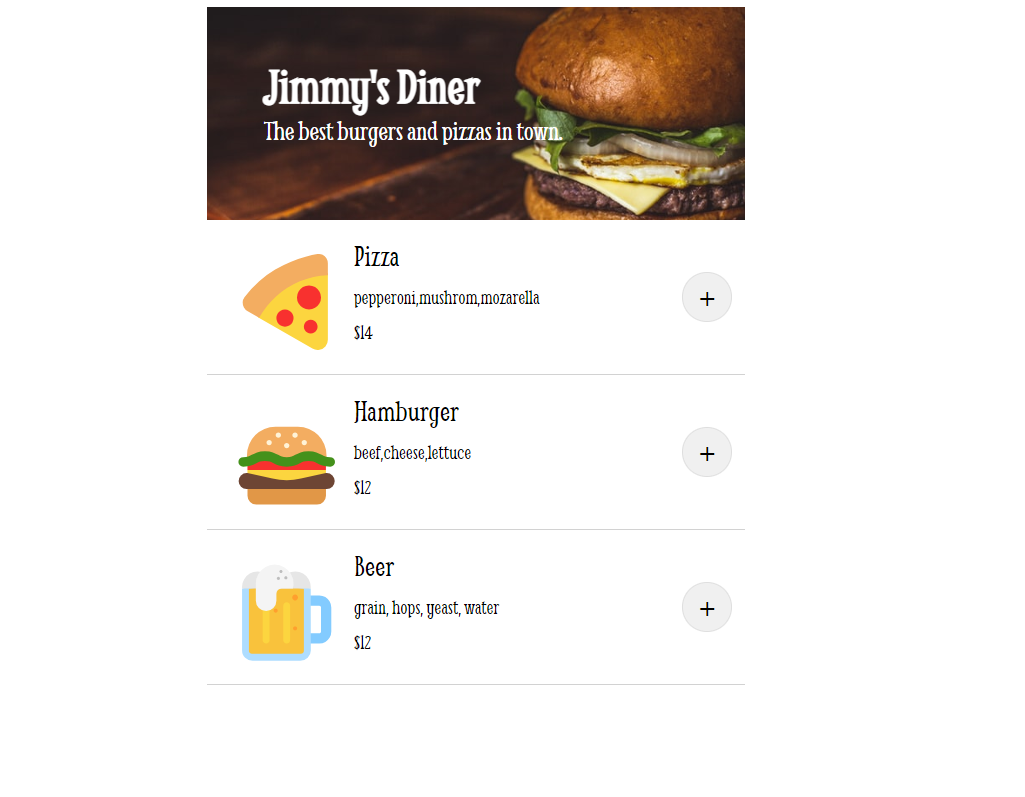 Jimmy's Diner
The best burgers and pizzas in town.
Pizza
pepperoni,mushrom,mozarella
$14
+
Hamburger
beef,cheese,lettuce
$12
+
Beer
grain, hops, yeast, water
$12
+